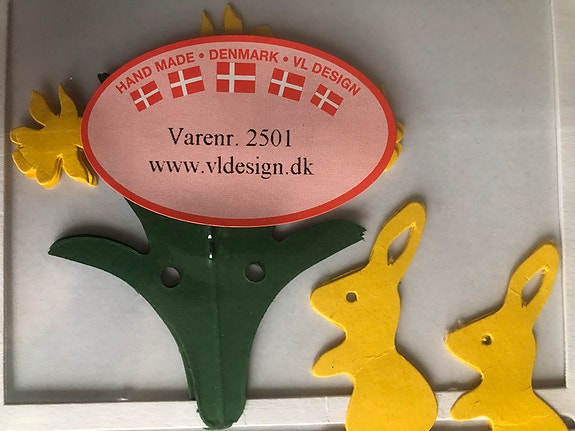 HAND MADE • DENMARK • VL DESIGN
Varenr. 2501
www.vldesign.dk